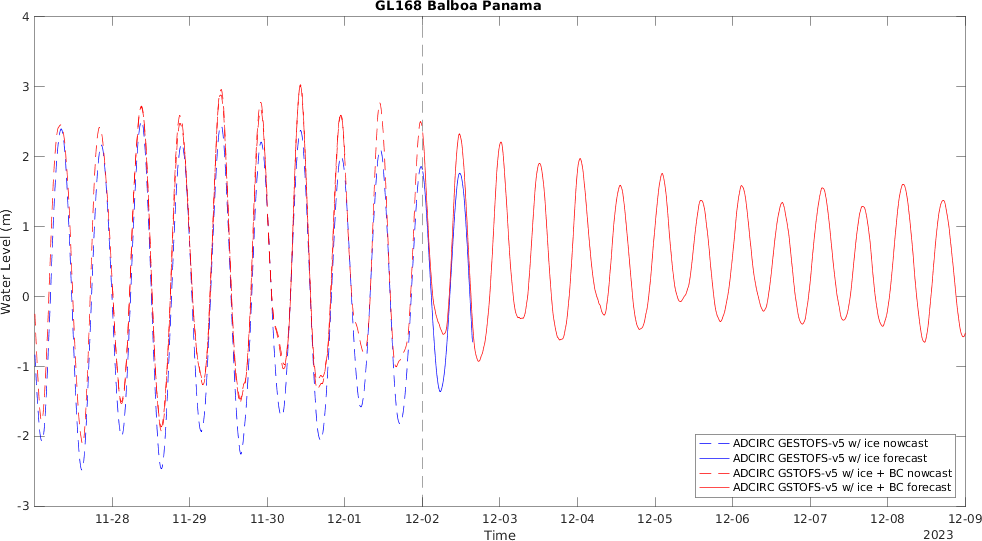 GL168 Balboa Panama
4
3
2
1
0
-1
-2
-3
Water Level (m)
ADCIRC GESTOFS-v5 w/ ice nowcast
ADCIRC GESTOFS-v5 w/ ice forecast
ADCIRC GSTOFS-v5 w/ ice + BC nowcast
ADCIRC GSTOFS-v5 w/ ice + BC forecast
11-28 11-29 11-30 12-01 12-02 12-03 12-04 12-05 12-06 12-07 12-08 12-09
Time
2023